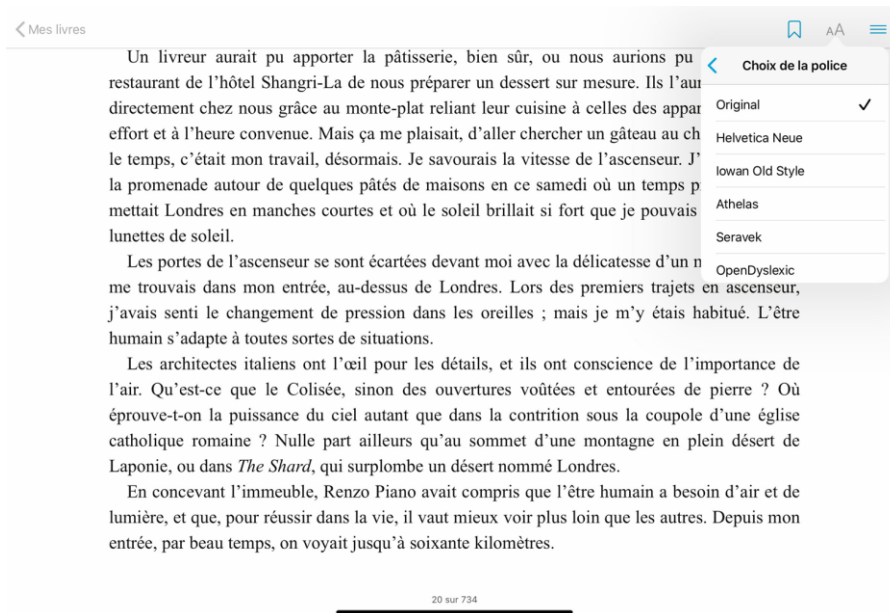 Mes livres
AA
Choix de la police
Original
Helvetica Neue
Iowan Old Style
Athelas
Seravek
OpenDyslexic
Un livreur aurait pu apporter la pâtisserie, bien sûr, ou nous aurions pu
restaurant de l’hôtel Shangri-La de nous préparer un dessert sur mesure. Ils l’au
directement chez nous grâce au monte-plat reliant leur cuisine à celles des appar
effort et à l’heure convenue. Mais ça me plaisait, d’aller chercher un gâteau au ch
le temps, c’était mon travail, désormais. Je savourais la vitesse de l’ascenseur. J’
la promenade autour de quelques pâtés de maisons en ce samedi où un temps p
mettait Londres en manches courtes et où le soleil brillait si fort que je pouvais
lunettes de soleil.
Les portes de l’ascenseur se sont écartées devant moi avec la délicatesse d’un
me trouvais dans mon entrée, au-dessus de Londres. Lors des premiers trajets en ascenseur,
j’avais senti le changement de pression dans les oreilles ; mais je m’y étais habitué. L’être
humain s’adapte à toutes sortes de situations.
Les architectes italiens ont l’œil pour les détails, et ils ont conscience de l’importance de
l’air. Qu’est-ce que le Colisée, sinon des ouvertures voûtées et entourées de pierre ? Où
éprouve-t-on la puissance du ciel autant que dans la contrition sous la coupole d’une église
catholique romaine ? Nulle part ailleurs qu’au sommet d’une montagne en plein désert de
Laponie, ou dans The Shard, qui surplombe un désert nommé Londres.
En concevant l’immeuble, Renzo Piano avait compris que l’être humain a besoin d’air et de
lumière, et que, pour réussir dans la vie, il vaut mieux voir plus loin que les autres. Depuis mon
entrée, par beau temps, on voyait jusqu’à soixante kilomètres.
20 sur 734